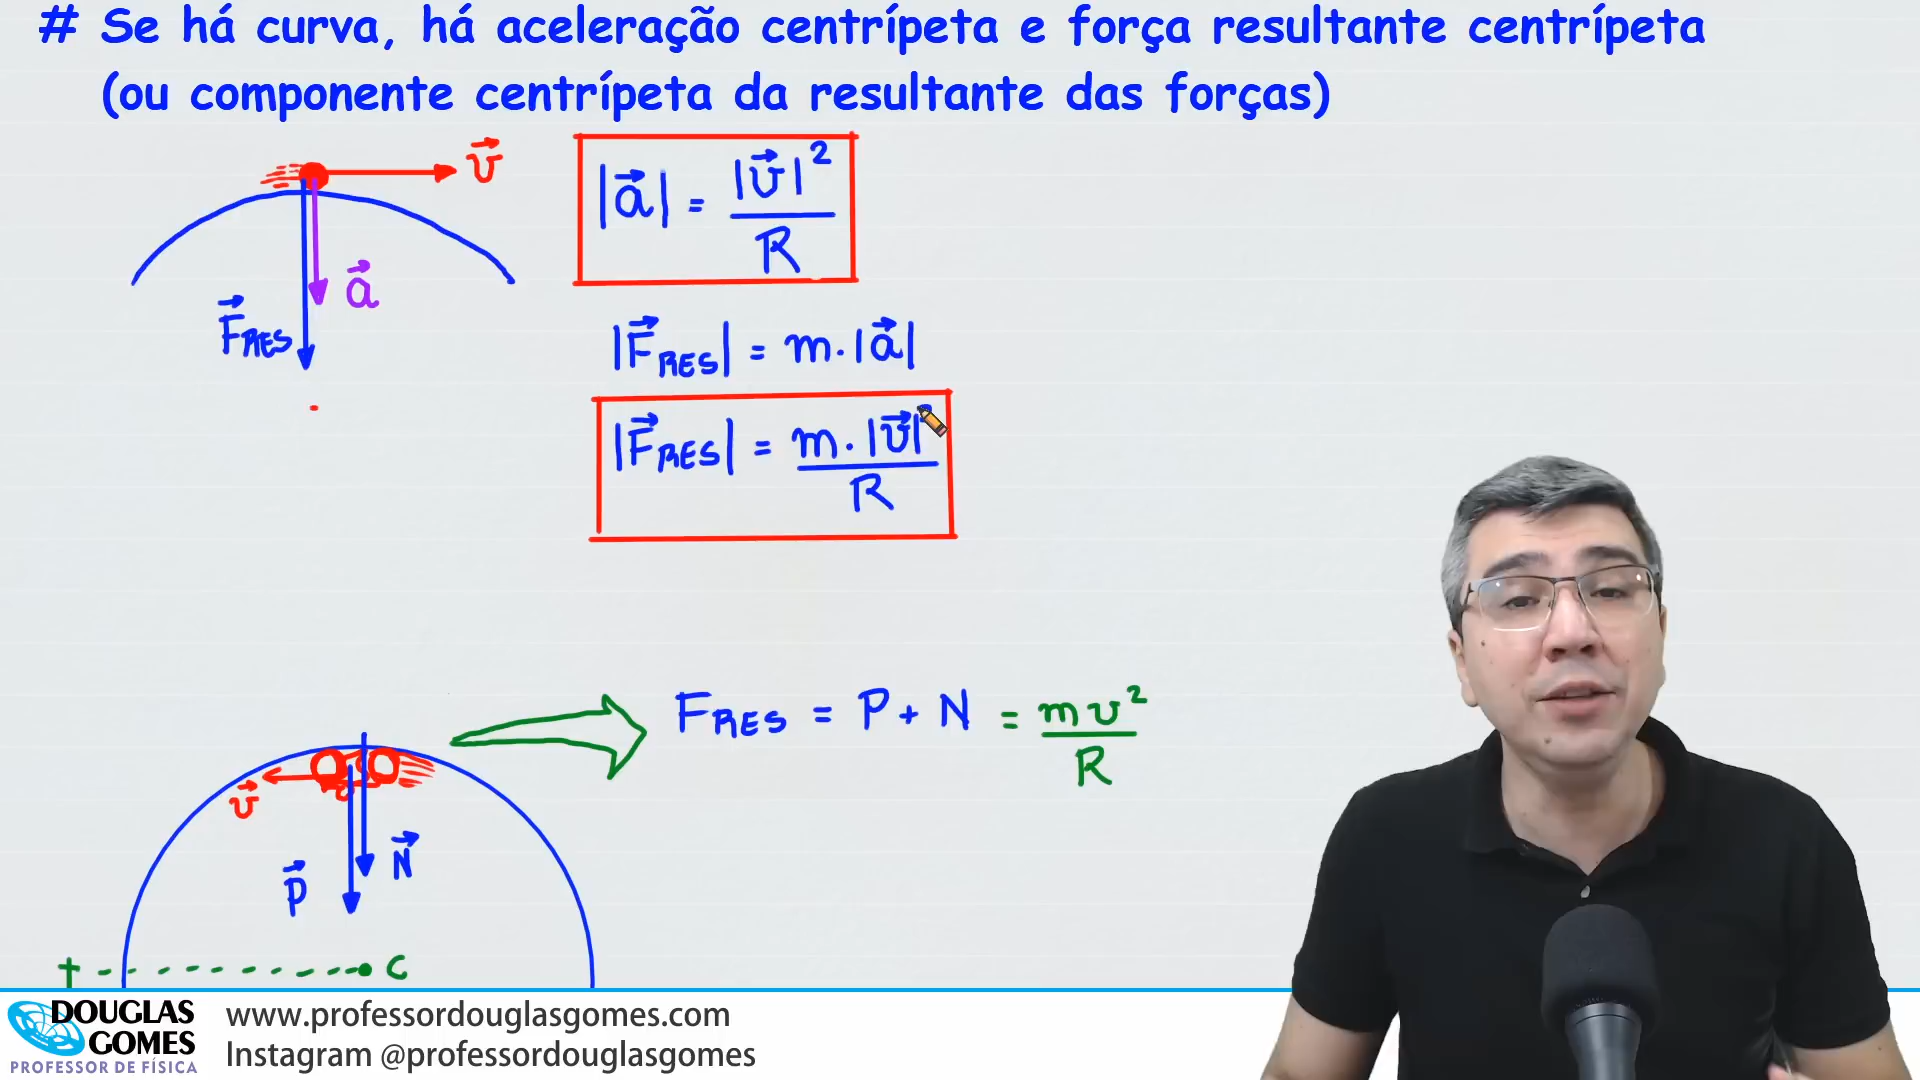 # Se há curva, há aceleração centrípeta e força resultante centrípeta
(ou componente centrípeta da resultante das forças)
v⃗
|a⃗| = |v⃗|² / R
a⃗
F⃗RES
|F⃗RES| = m·|a⃗|
|F⃗RES| = m·|v⃗|² / R
FRES = P + N = mv² / R
v⃗
N⃗
P⃗
C
DOUGLAS
GOMES
PROFESSOR DE FÍSICA
www.professordouglasgomes.com
Instagram @professordouglasgomes